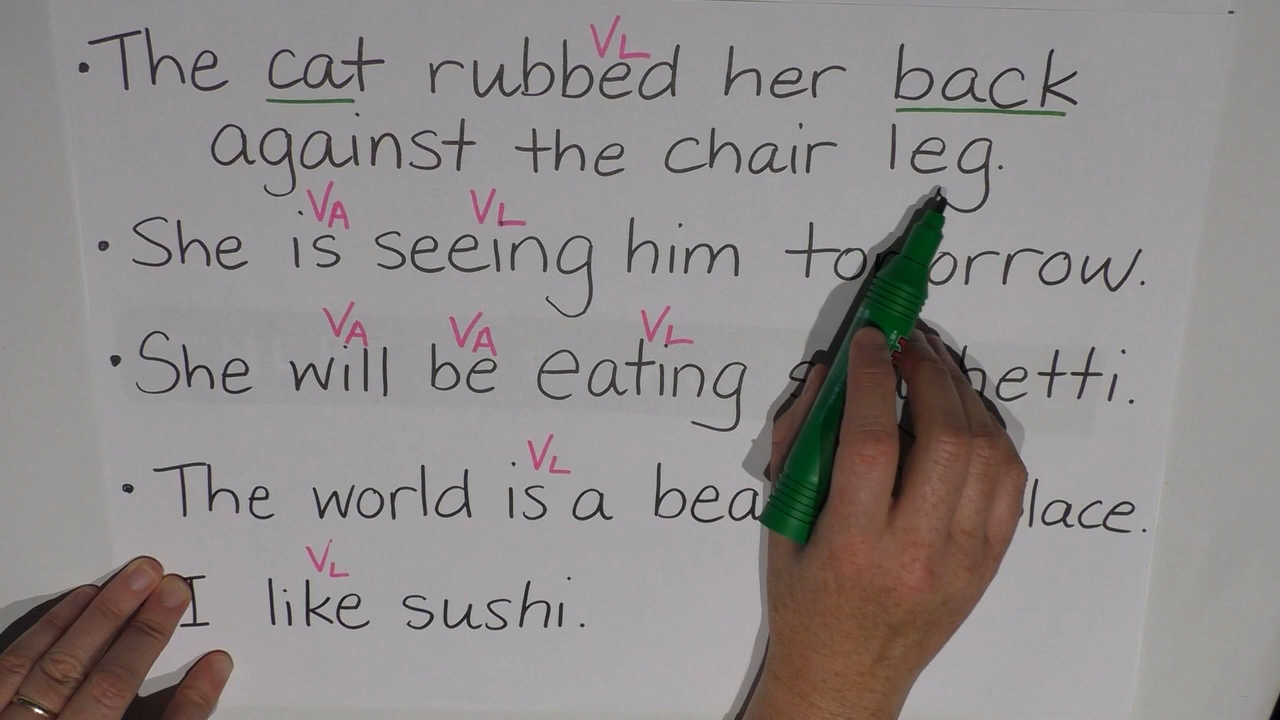 VL
• The cat rubbed her back
against the chair leg.
VA VL
• She is seeing him
VA VA VL
• She will be eating
VL
• The world is a
VL
I like sushi.